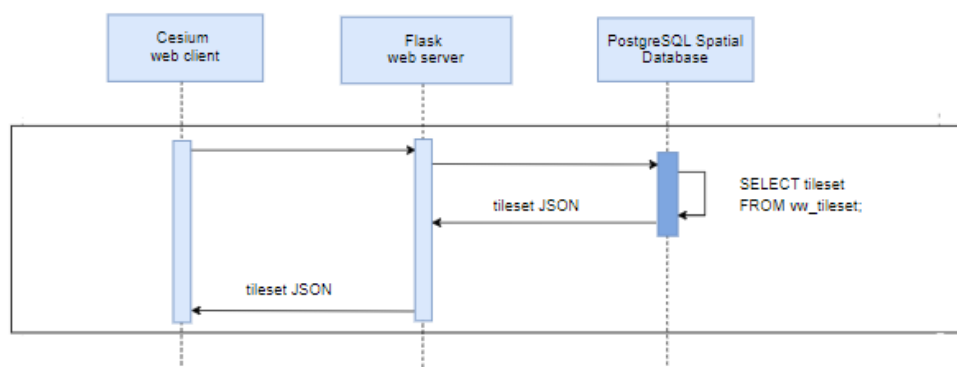 Cesium
web client
Flask
web server
PostgreSQL Spatial
Database
SELECT tileset
FROM vw_tileset;
tileset JSON
tileset JSON